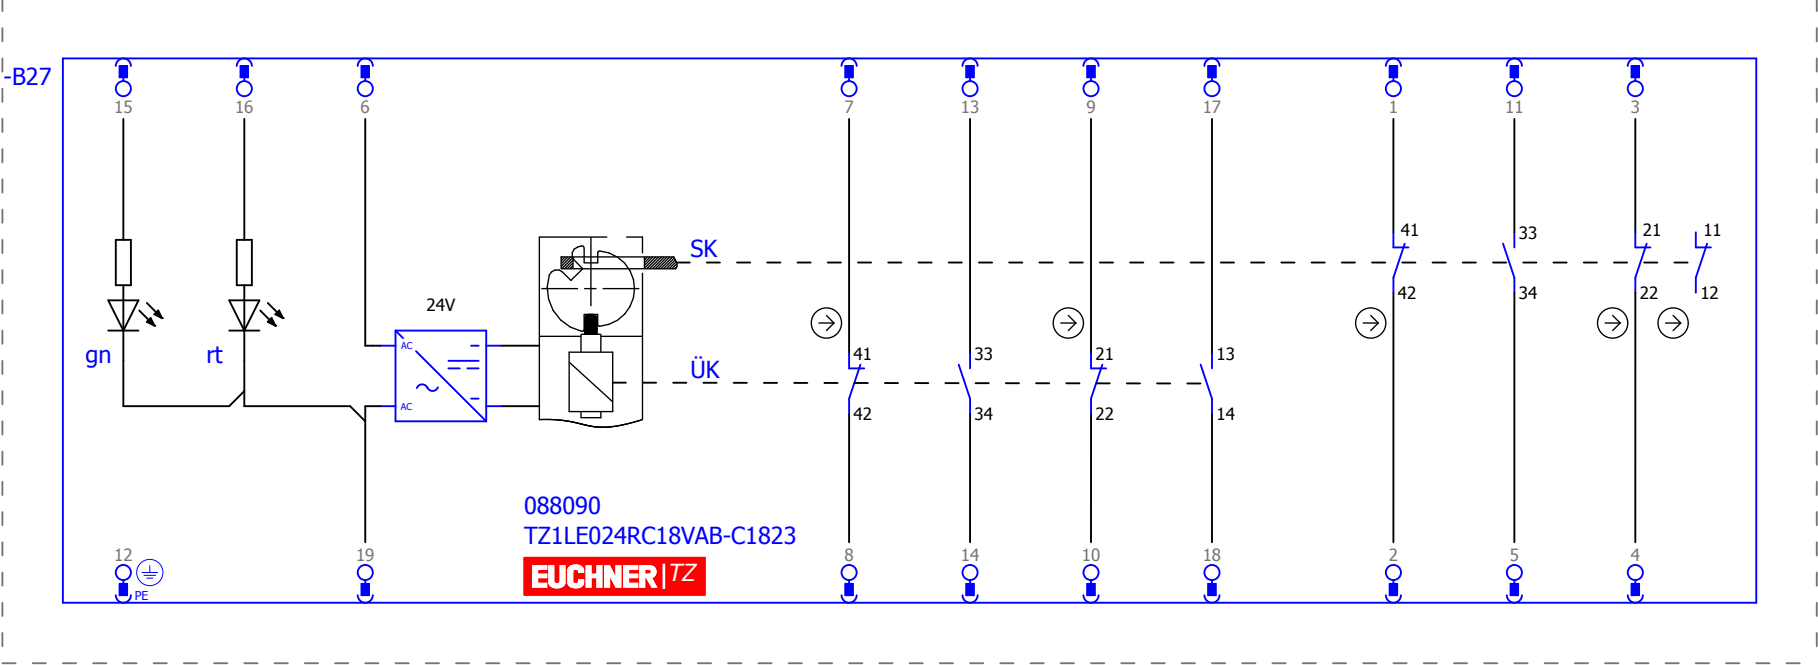 -B27
15 16 6 7 13 9 17 1 11 3
SK
41 33 21 11
42 34 22 12
24V
gn rt
AC
AC
ÜK
41 33 21 13
42 34 22 14
088090
TZ1LE024RC18VAB-C1823
EUCHNER|TZ
12 19 8 14 10 18 2 5 4
PE